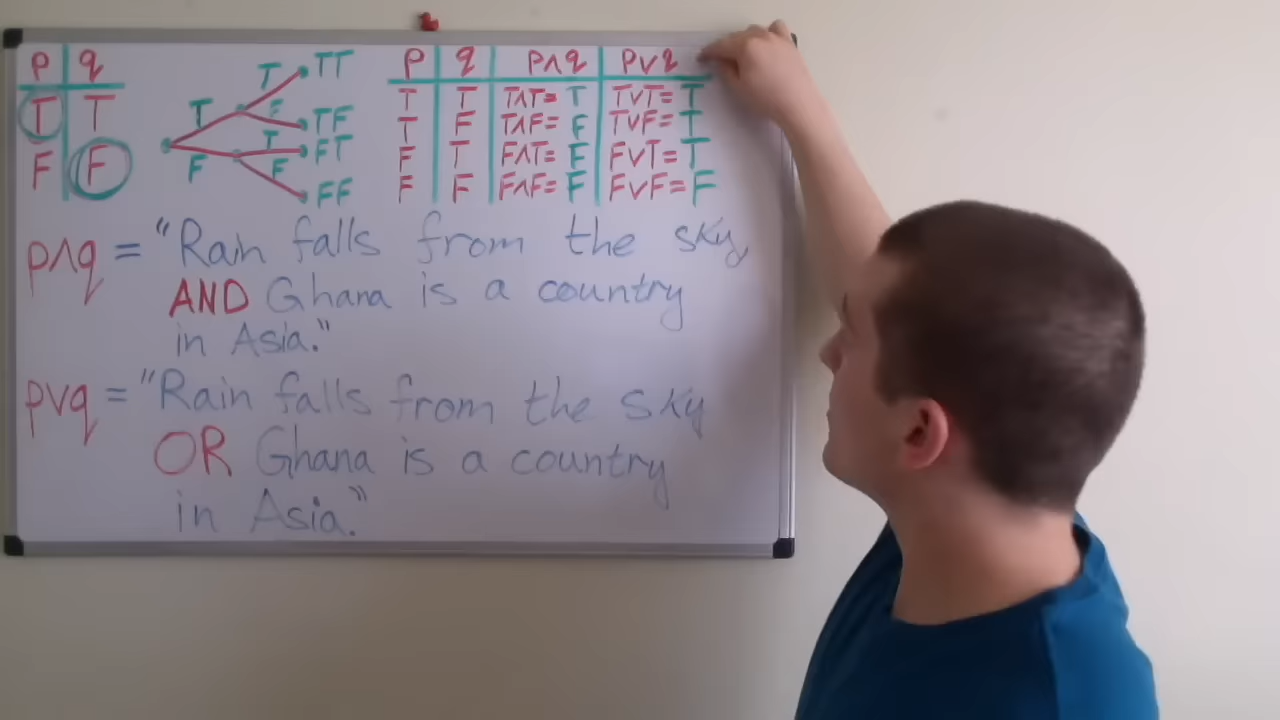 p q
T T
F F
T F T F T F
TT
TF
FT
FF
p q p∧q p∨q
T T T∧T= T T∨T= T
T F T∧F= F T∨F= T
F T F∧T= F F∨T= T
F F F∧F= F F∨F= F
p∧q = "Rain falls from the sky,
AND Ghana is a country
in Asia."
p∨q = "Rain falls from the sky
OR Ghana is a country
in Asia."